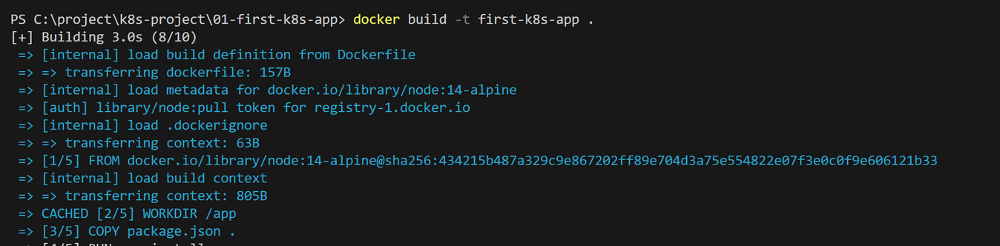 PS C:\project\k8s-project\01-first-k8s-app> docker build -t first-k8s-app .
[+] Building 3.0s (8/10)
=> [internal] load build definition from Dockerfile
=> => transferring dockerfile: 157B
=> [internal] load metadata for docker.io/library/node:14-alpine
=> [auth] library/node:pull token for registry-1.docker.io
=> [internal] load .dockerignore
=> => transferring context: 63B
=> [1/5] FROM docker.io/library/node:14-alpine@sha256:434215b487a329c9e867202ff89e704d3a75e554822e07f3e0c0f9e606121b33
=> [internal] load build context
=> => transferring context: 805B
=> CACHED [2/5] WORKDIR /app
=> [3/5] COPY package.json .